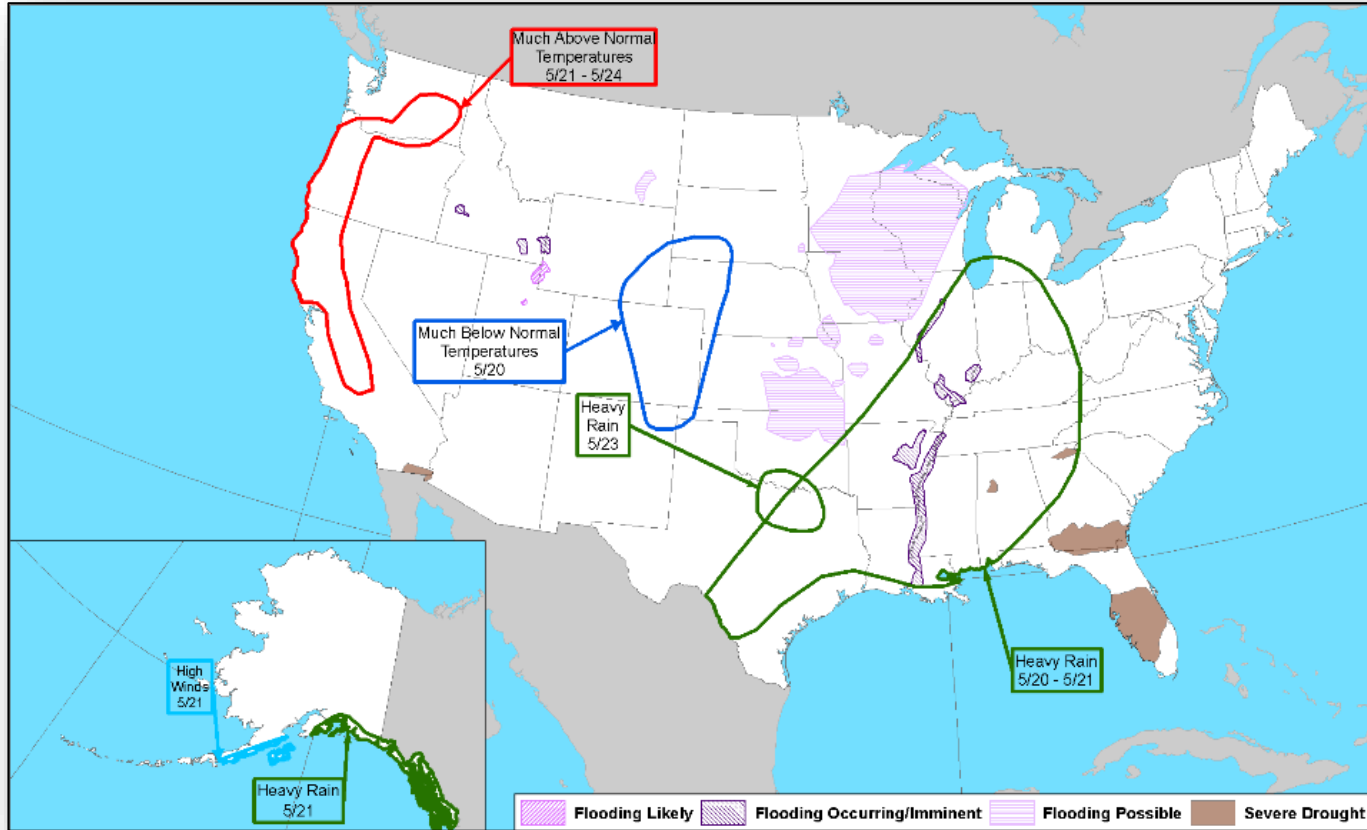 Much Above Normal
Temperatures
5/21 - 5/24
Much Below Normal
Temperatures
5/20
Heavy
Rain
5/23
High
Winds
5/21
Heavy Rain
5/21
Heavy Rain
5/20 - 5/21
Flooding Likely
Flooding Occurring/Imminent
Flooding Possible
Severe Drought